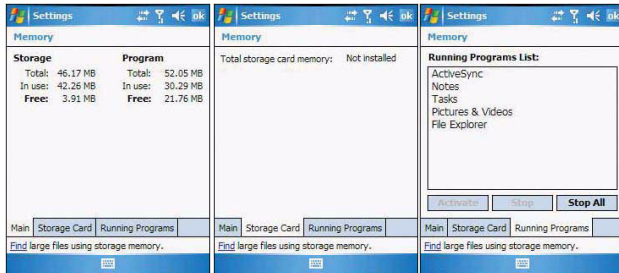 Settings ok
Memory
Storage Program
Total: 46.17 MB Total: 52.05 MB
In use: 42.26 MB In use: 30.29 MB
Free: 3.91 MB Free: 21.76 MB
Main Storage Card Running Programs
Find large files using storage memory.
Settings ok
Memory
Total storage card memory: Not installed
Main Storage Card Running Programs
Find large files using storage memory.
Settings ok
Memory
Running Programs List:
ActiveSync
Notes
Tasks
Pictures & Videos
File Explorer
Activate Stop Stop All
Main Storage Card Running Programs
Find large files using storage memory.